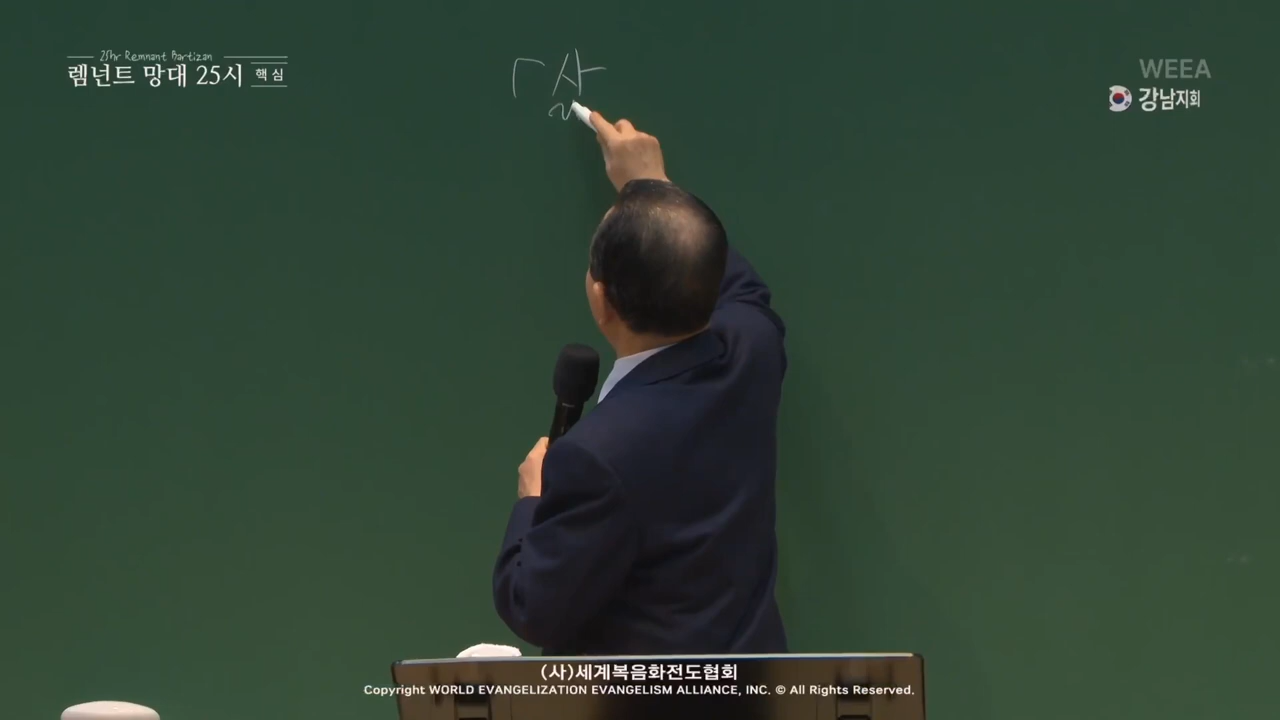 25hr Remnant Partizan
렘넌트 망대 25시 핵심
WEEA
강남지회
「사
(사)세계복음화전도협회
Copyright WORLD EVANGELIZATION EVANGELISM ALLIANCE, INC. © All Rights Reserved.